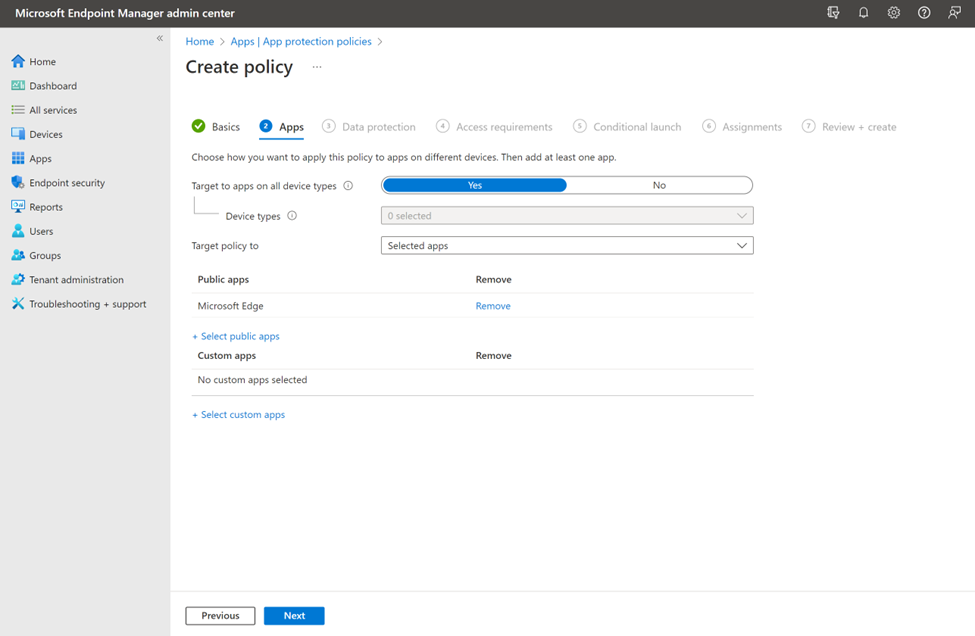 Microsoft Endpoint Manager admin center
«
Home
Dashboard
All services
Devices
Apps
Endpoint security
Reports
Users
Groups
Tenant administration
Troubleshooting + support
Home > Apps | App protection policies >
Create policy ...
Basics 2 Apps 3 Data protection 4 Access requirements 5 Conditional launch 6 Assignments 7 Review + create
Choose how you want to apply this policy to apps on different devices. Then add at least one app.
Target to apps on all device types Yes No
Device types 0 selected
Target policy to Selected apps
Public apps Remove
Microsoft Edge Remove
+ Select public apps
Custom apps Remove
No custom apps selected
+ Select custom apps
Previous Next